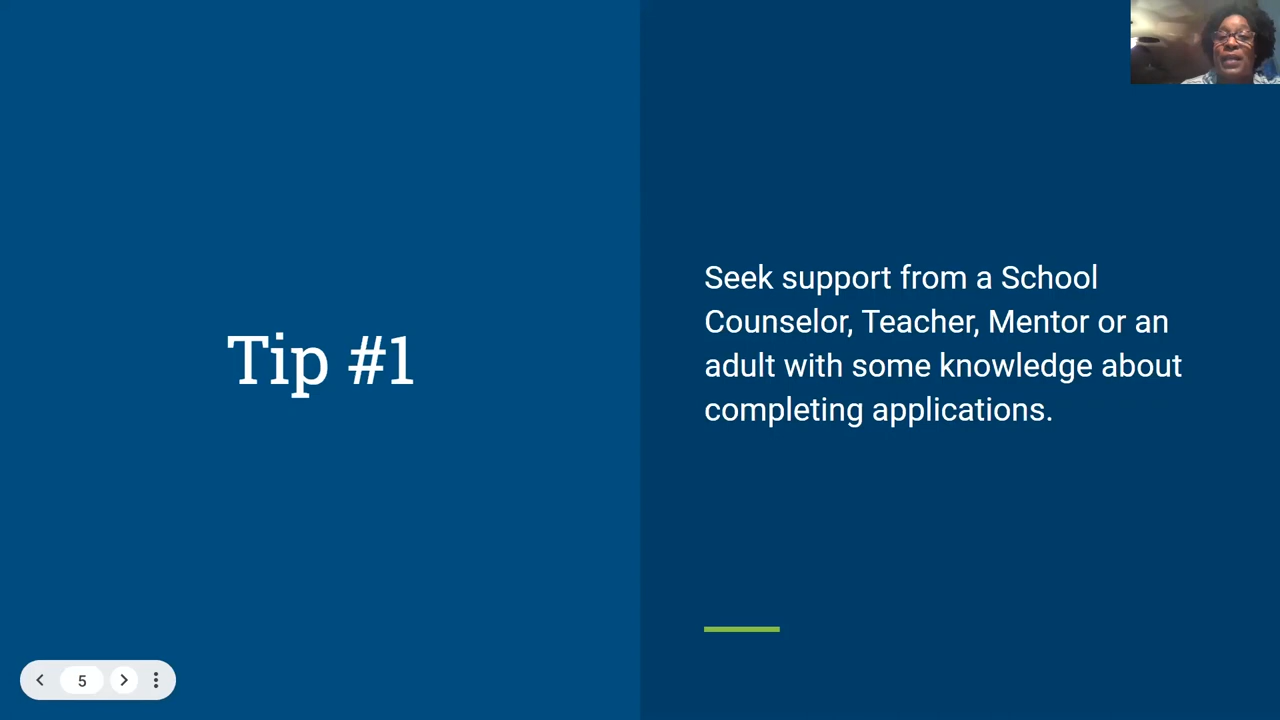 Tip #1
Seek support from a School
Counselor, Teacher, Mentor or an
adult with some knowledge about
completing applications.
5